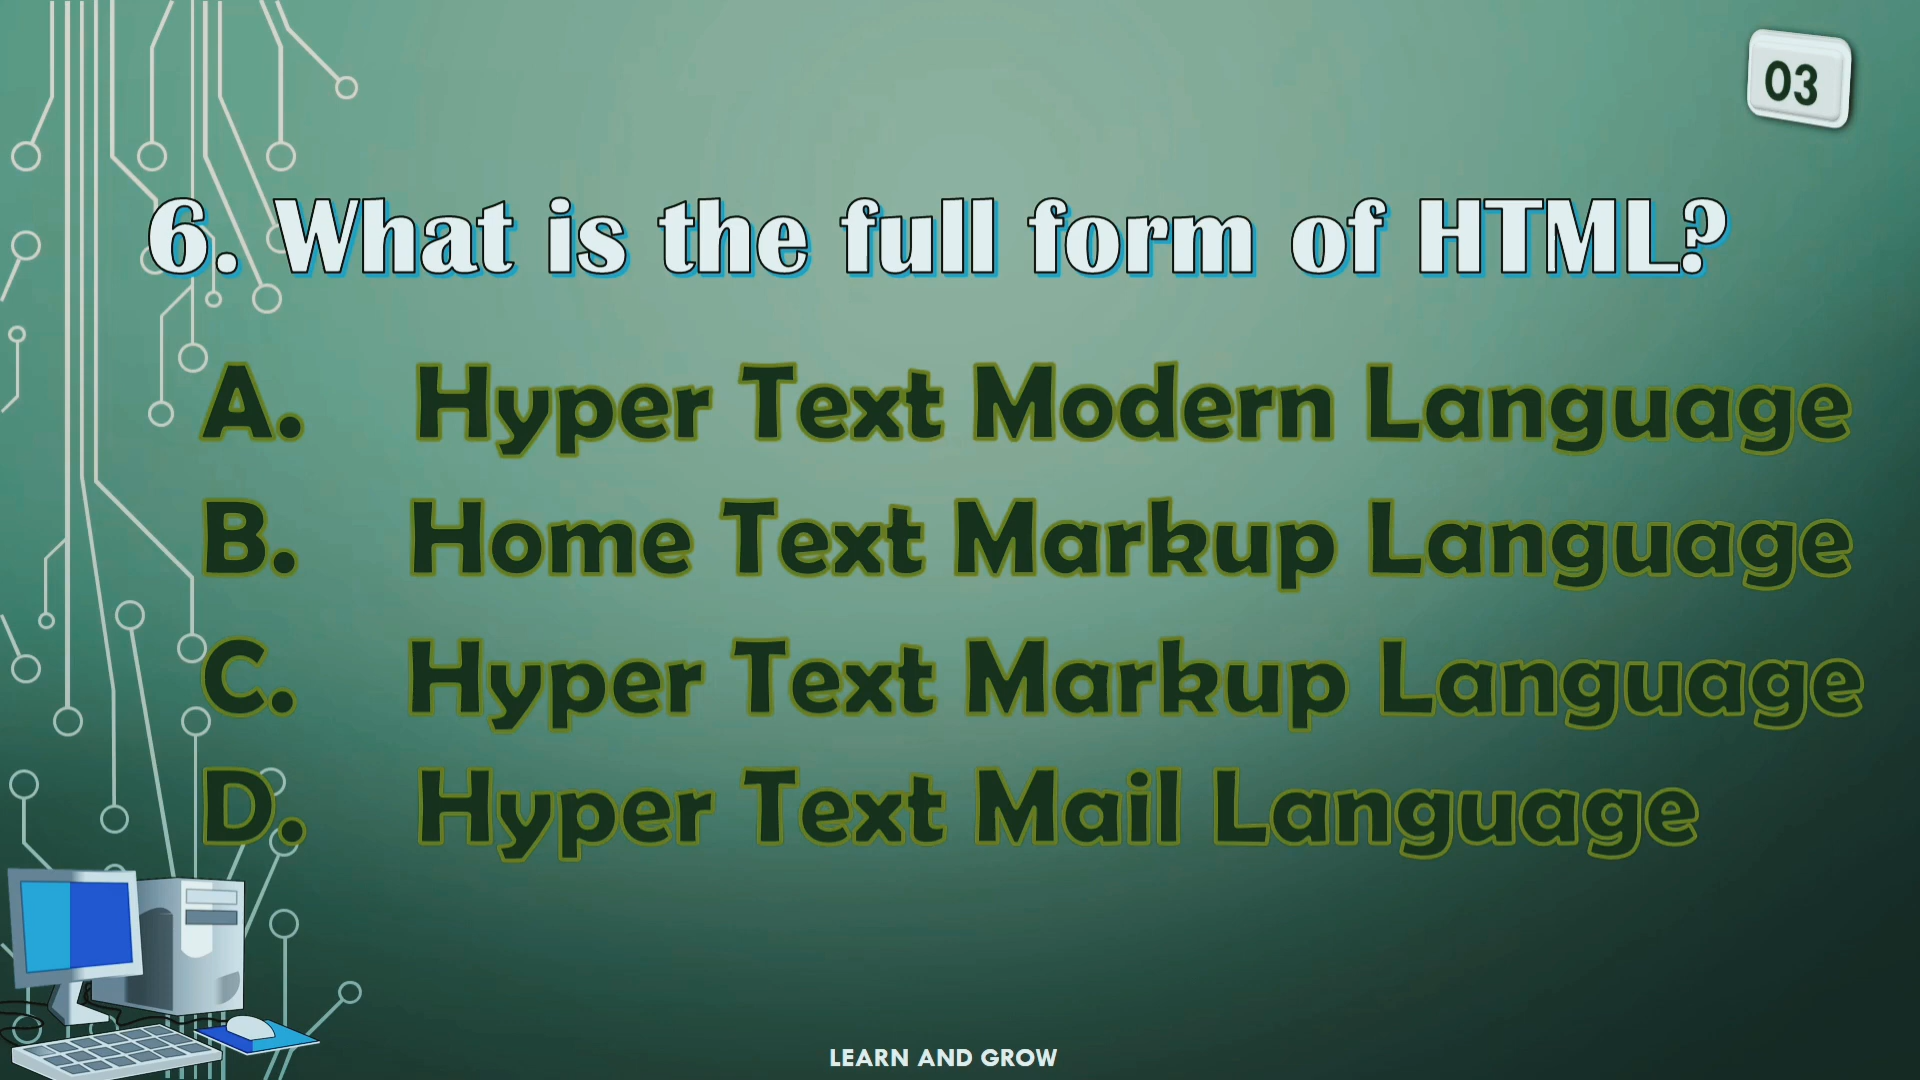 03
6. What is the full form of HTML?
A. Hyper Text Modern Language
B. Home Text Markup Language
C. Hyper Text Markup Language
D. Hyper Text Mail Language
LEARN AND GROW